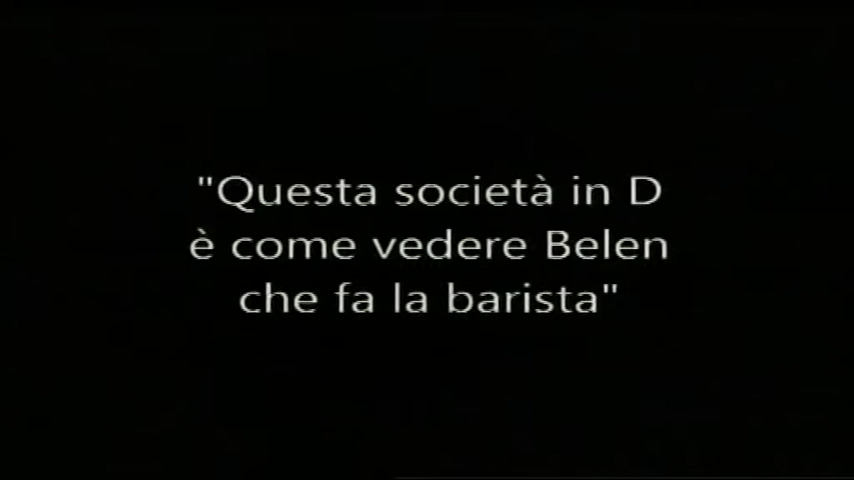 "Questa società in D
è come vedere Belen
che fa la barista"